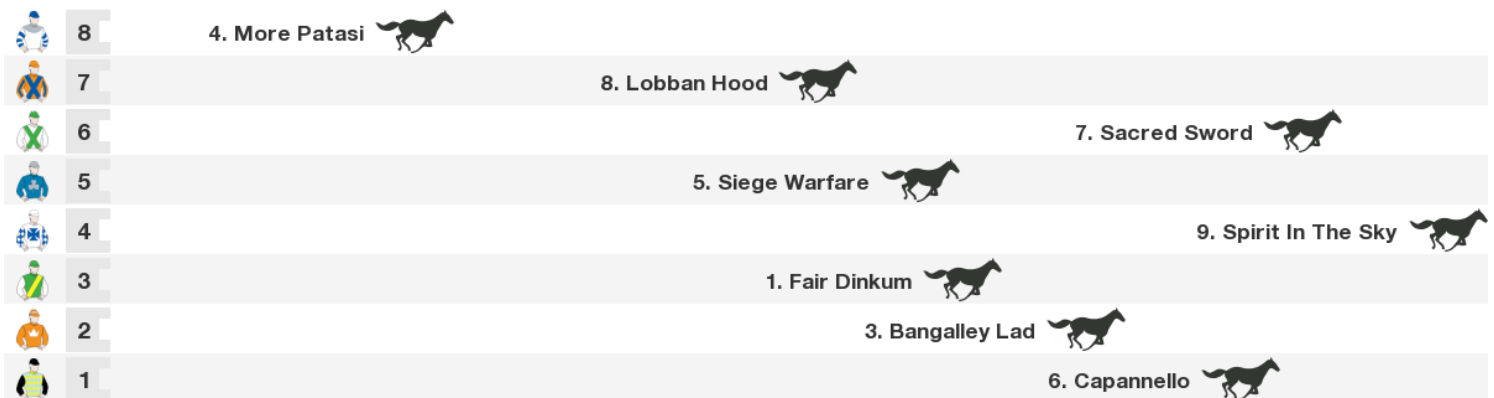 8 4. More Patasi
7 8. Lobban Hood
6 7. Sacred Sword
5 5. Siege Warfare
4 9. Spirit In The Sky
3 1. Fair Dinkum
2 3. Bangalley Lad
1 6. Capannello